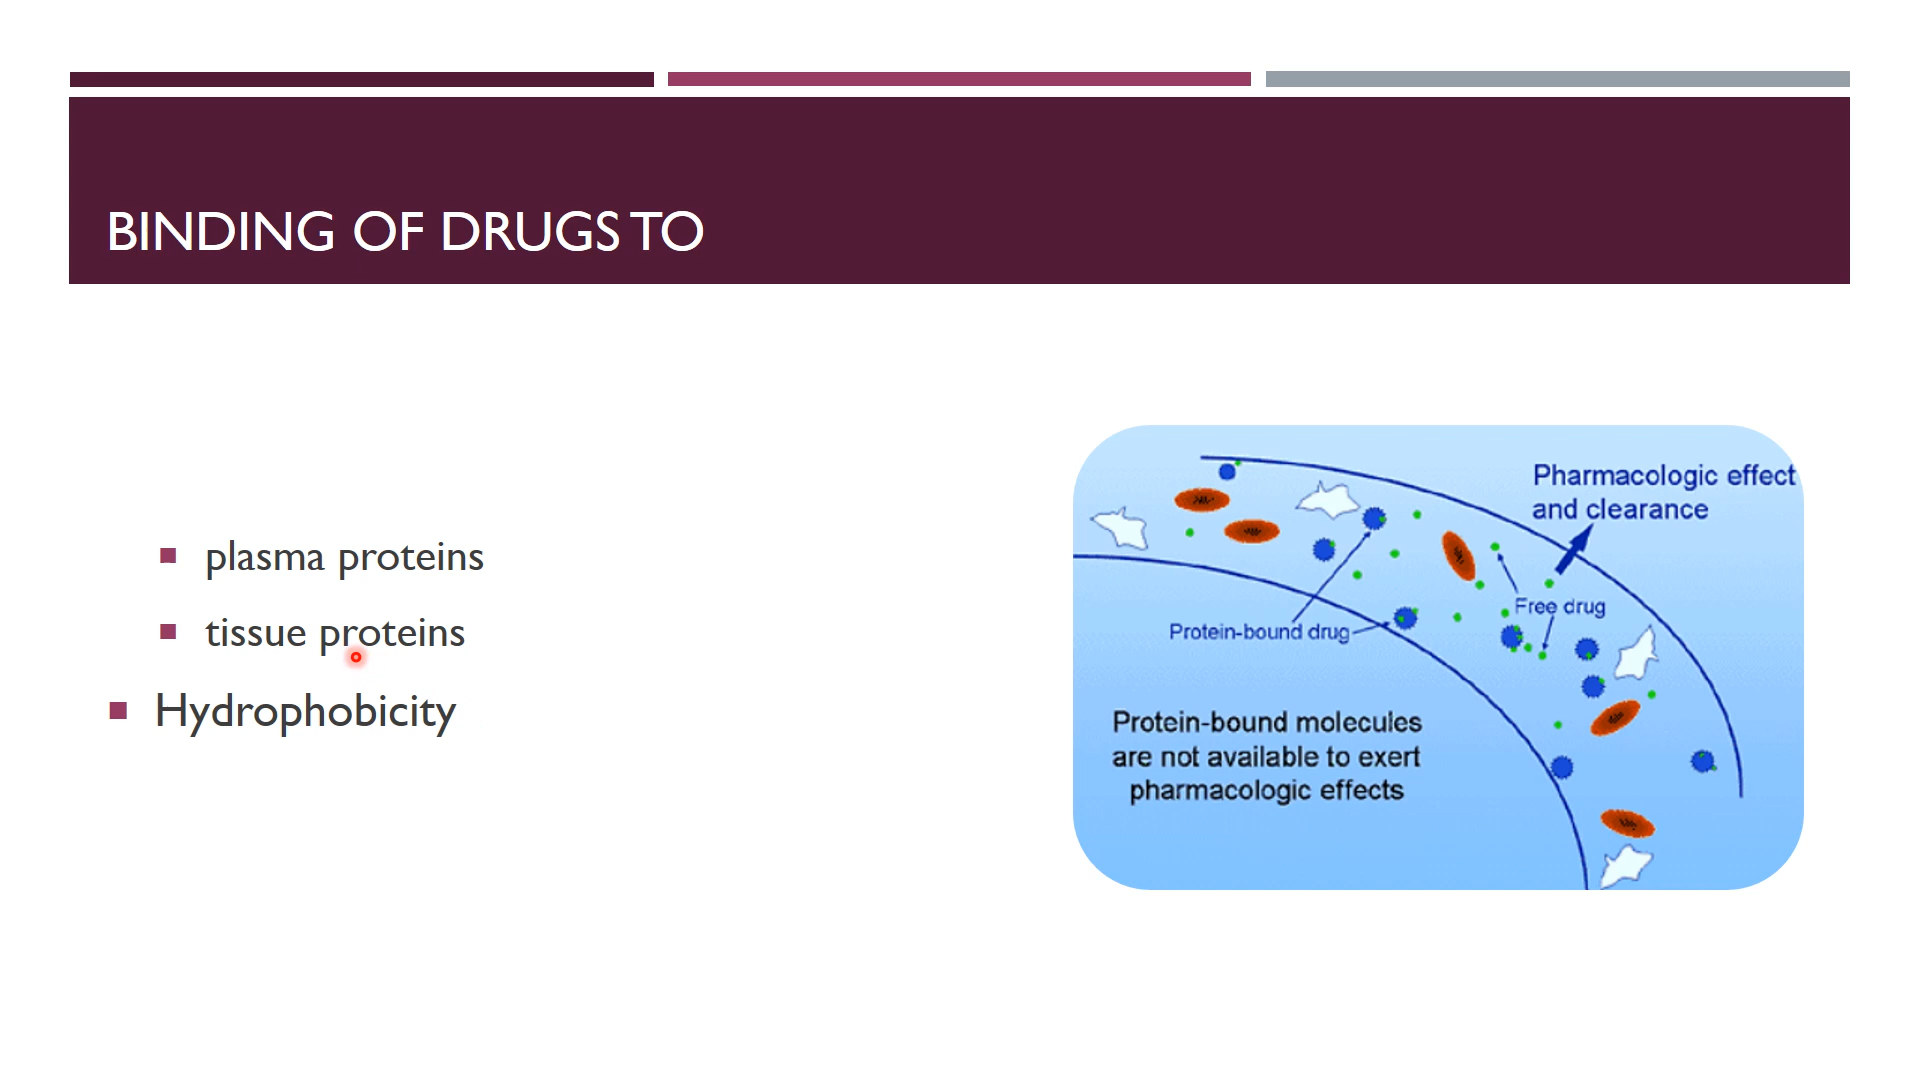 BINDING OF DRUGS TO
plasma proteins
tissue proteins
Hydrophobicity
Pharmacologic effect
and clearance
Free drug
Protein-bound drug
Protein-bound molecules
are not available to exert
pharmacologic effects